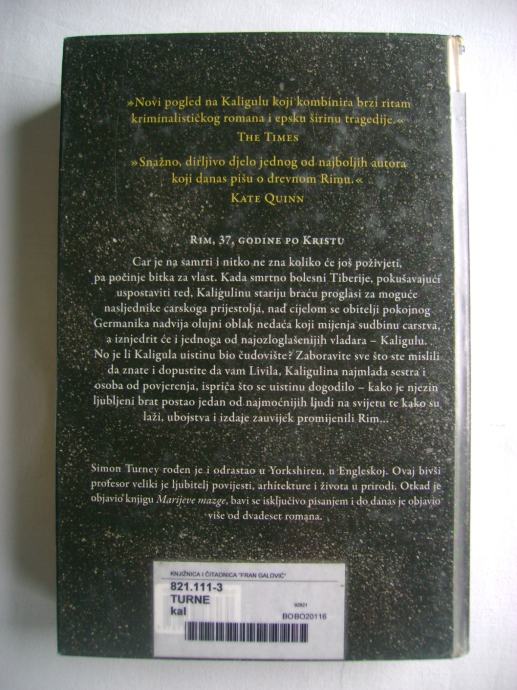 »Novi pogled na Kaligulu koji kombinira brzi ritam
kriminalističkog romana i epsku širinu tragedije.«
The Times
»Snažno, dirljivo djelo jednog od najboljih autora
koji danas pišu o drevnom Rimu.«
Kate Quinn
Rim, 37. godine po Kristu
Car je na samrti i nitko ne zna koliko će još poživjeti,
pa počinje bitka za vlast. Kada smrtno bolesni Tiberije, pokušavajući
uspostaviti red, Kaligulinu stariju braću proglasi za moguće
nasljednike carskoga prijestolja, nad cijelom se obitelji pokojnog
Germanika nadvija olujni oblak nedaća koji mijenja sudbinu carstva,
a iznjedrit će i jednoga od najozloglašenijih vladara – Kaligulu.
No je li Kaligula uistinu bio čudovište? Zaboravite sve što ste mislili
da znate i dopustite da vam Livila, Kaligulina najmlađa sestra i
osoba od povjerenja, ispriča što se uistinu dogodilo – kako je njezin
ljubljeni brat postao jedan od najmoćnijih ljudi na svijetu te kako su
laži, ubojstva i izdaje zauvijek promijenili Rim...
Simon Turney rođen je i odrastao u Yorkshireu, u Engleskoj. Ovaj bivši
profesor veliki je ljubitelj povijesti, arhitekture i života u prirodi. Otkad je
objavio knjigu Marijeve mazge, bavi se isključivo pisanjem i do danas je objavio
više od dvadeset romana.
KNJIŽNICA I ČITAONICA "FRAN GALOVIĆ"
821.111-3
TURNE
kal
92821
BOBO20116